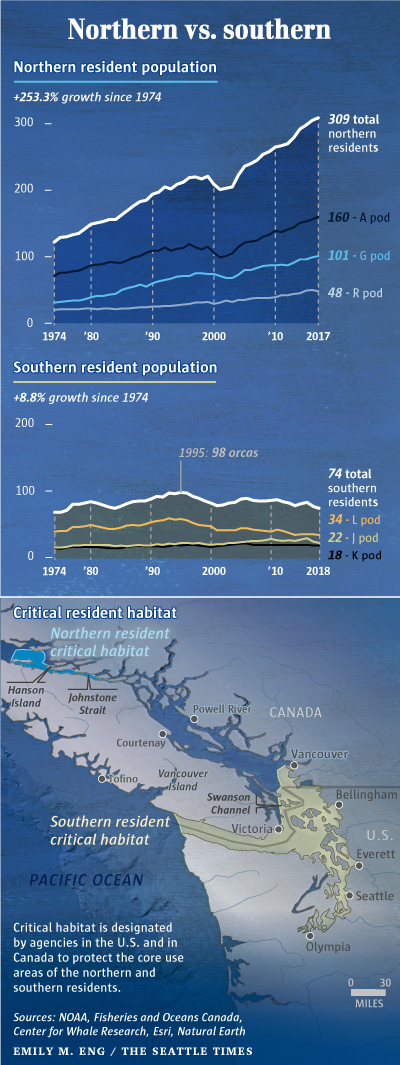 Northern vs. southern
Northern resident population
+253.3% growth since 1974
300
200
100
0
309 total
northern
residents
160 - A pod
101 - G pod
48 - R pod
1974
'80
'90
2000
'10
2017
Southern resident population
+8.8% growth since 1974
200
100
0
1995: 98 orcas
74 total
southern
residents
34 - L pod
22 - J pod
18 - K pod
1974
'80
'90
2000
'10
2018
Critical resident habitat
Northern resident
critical habitat
Hanson
Island
Johnstone
Strait
Powell River
CANADA
Courtenay
Vancouver
Tofino
Vancouver
Island
Swanson
Channel
Bellingham
Southern resident
critical habitat
Victoria
U.S.
Everett
PACIFIC OCEAN
Seattle
Olympia
Critical habitat is designated
by agencies in the U.S. and in
Canada to protect the core use
areas of the northern and
southern residents.
0 30
MILES
Sources: NOAA, Fisheries and Oceans Canada,
Center for Whale Research, Esri, Natural Earth
EMILY M. ENG / THE SEATTLE TIMES